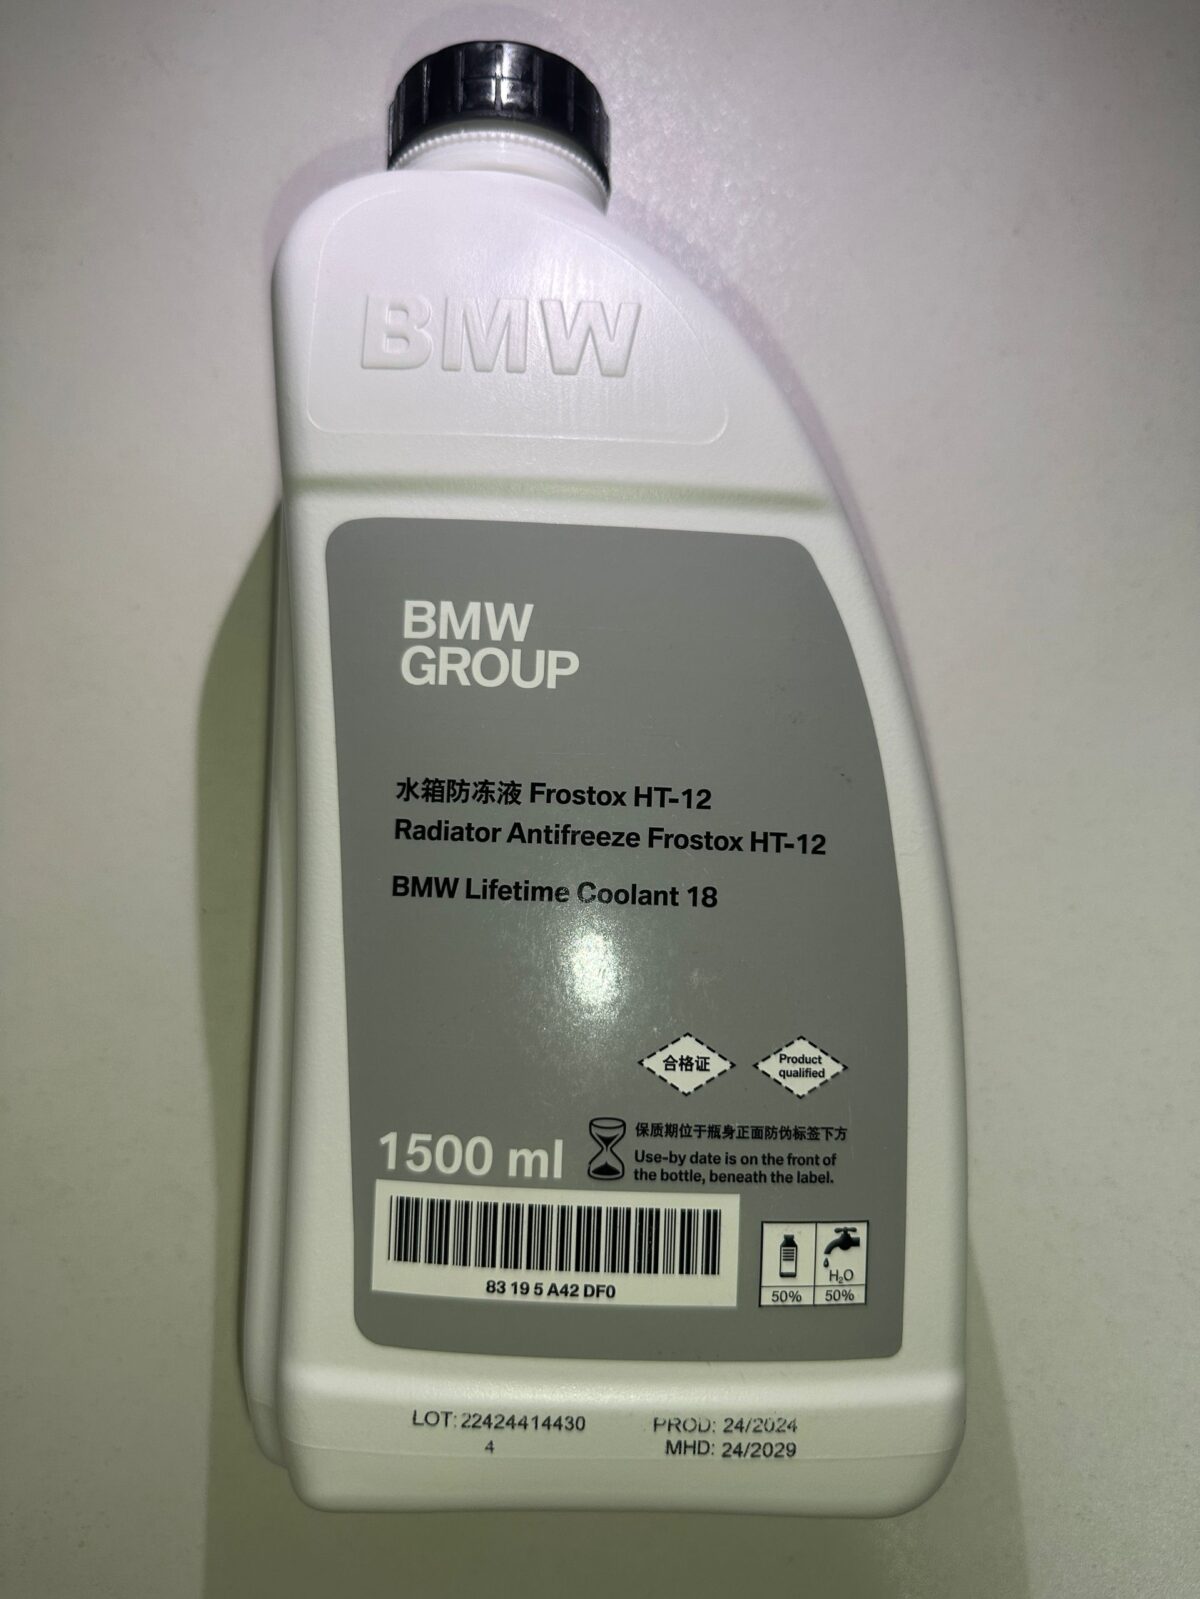 BMW
BMW
GROUP
水箱防冻液 Frostox HT-12
Radiator Antifreeze Frostox HT-12
BMW Lifetime Coolant 18
合格证
Product
qualified
保质期位于瓶身正面防伪标签下方
Use-by date is on the front of
the bottle, beneath the label.
1500 ml
83 19 5 A42 DF0
H₂O
50% 50%
LOT: 22424414430 PROD: 24/2024
4 MHD: 24/2029